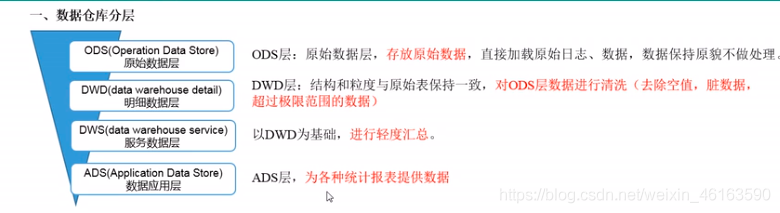 一、数据仓库分层
ODS(Operation Data Store)
原始数据层
ODS层：原始数据层，存放原始数据，直接加载原始日志、数据，数据保持原貌不做处理。
DWD(data warehouse detail)
明细数据层
DWD层：结构和粒度与原始表保持一致，对ODS层数据进行清洗（去除空值，脏数据，
超过极限范围的数据）
DWS(data warehouse service)
服务数据层
以DWD为基础，进行轻度汇总。
ADS(Application Data Store)
数据应用层
ADS层，为各种统计报表提供数据
https://blog.csdn.net/weixin_46163590